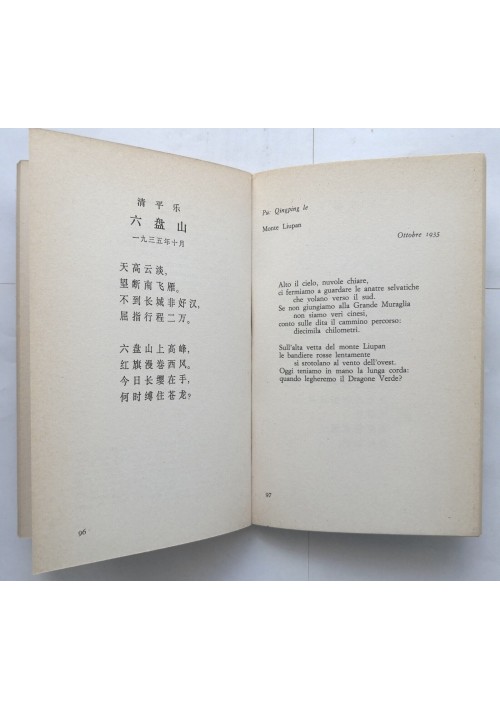 清平乐
六盘山
一九三五年十月
天高云淡，
望断南飞雁。
不到长城非好汉，
屈指行程二万。
六盘山上高峰，
红旗漫卷西风。
今日长缨在手，
何时缚住苍龙？
96
Pu: Qingping le
Monte Liupan
Ottobre 1935
Alto il cielo, nuvole chiare,
ci fermiamo a guardare le anatre selvatiche
che volano verso il sud.
Se non giungiamo alla Grande Muraglia
non siamo veri cinesi,
conto sulle dita il cammino percorso:
diecimila chilometri.
Sull'alta vetta del monte Liupan
le bandiere rosse lentamente
si srotolano al vento dell'ovest.
Oggi teniamo in mano la lunga corda:
quando legheremo il Dragone Verde?
97